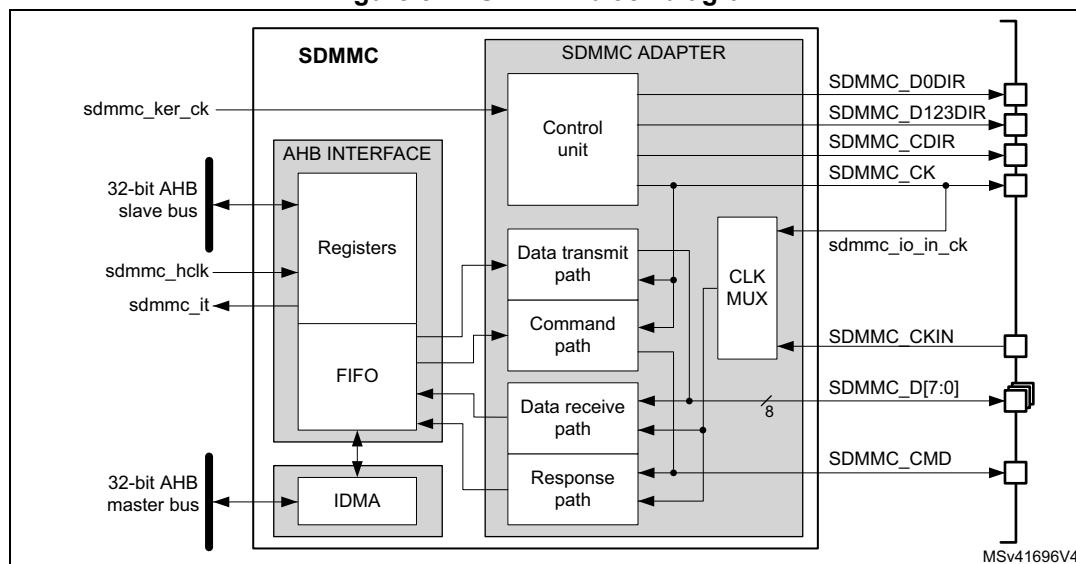 SDMMC
SDMMC ADAPTER
sdmmc_ker_ck
Control
unit
SDMMC_D0DIR
SDMMC_D123DIR
SDMMC_CDIR
SDMMC_CK
AHB INTERFACE
32-bit AHB
slave bus
Registers
sdmmc_hclk
sdmmc_it
FIFO
Data transmit
path
Command
path
CLK
MUX
sdmmc_io_in_ck
SDMMC_CKIN
Data receive
path
8
SDMMC_D[7:0]
Response
path
SDMMC_CMD
32-bit AHB
master bus
IDMA
MSv41696V4